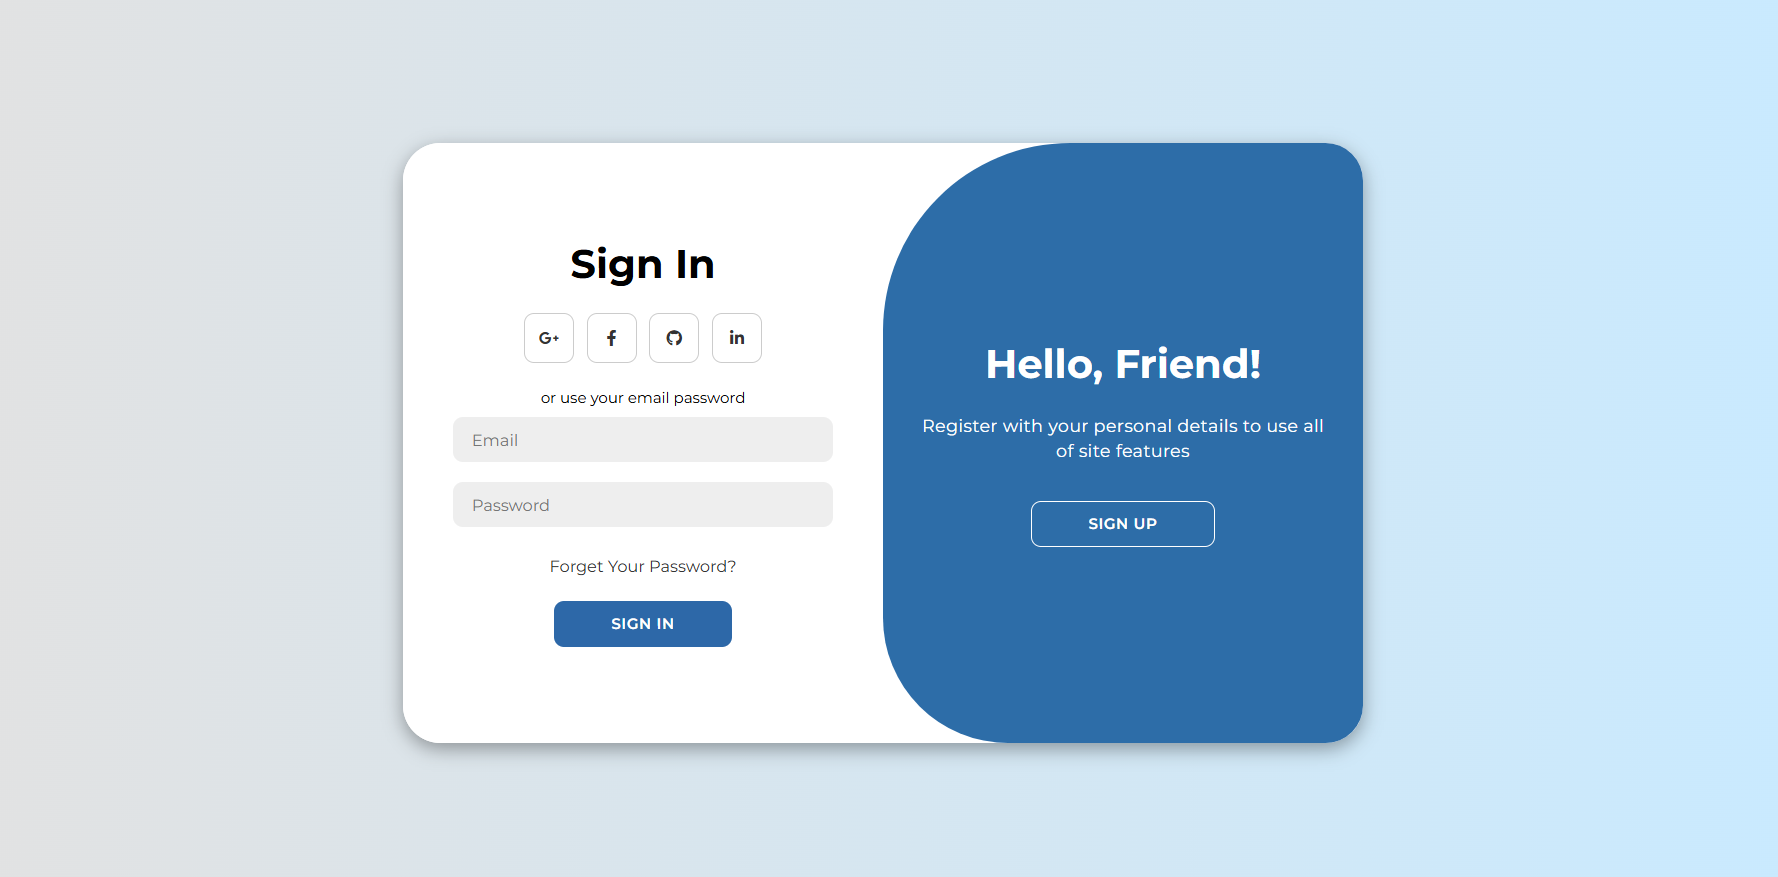 Sign In
G+
f
in
or use your email password
Email
Password
Forget Your Password?
SIGN IN
Hello, Friend!
Register with your personal details to use all
of site features
SIGN UP